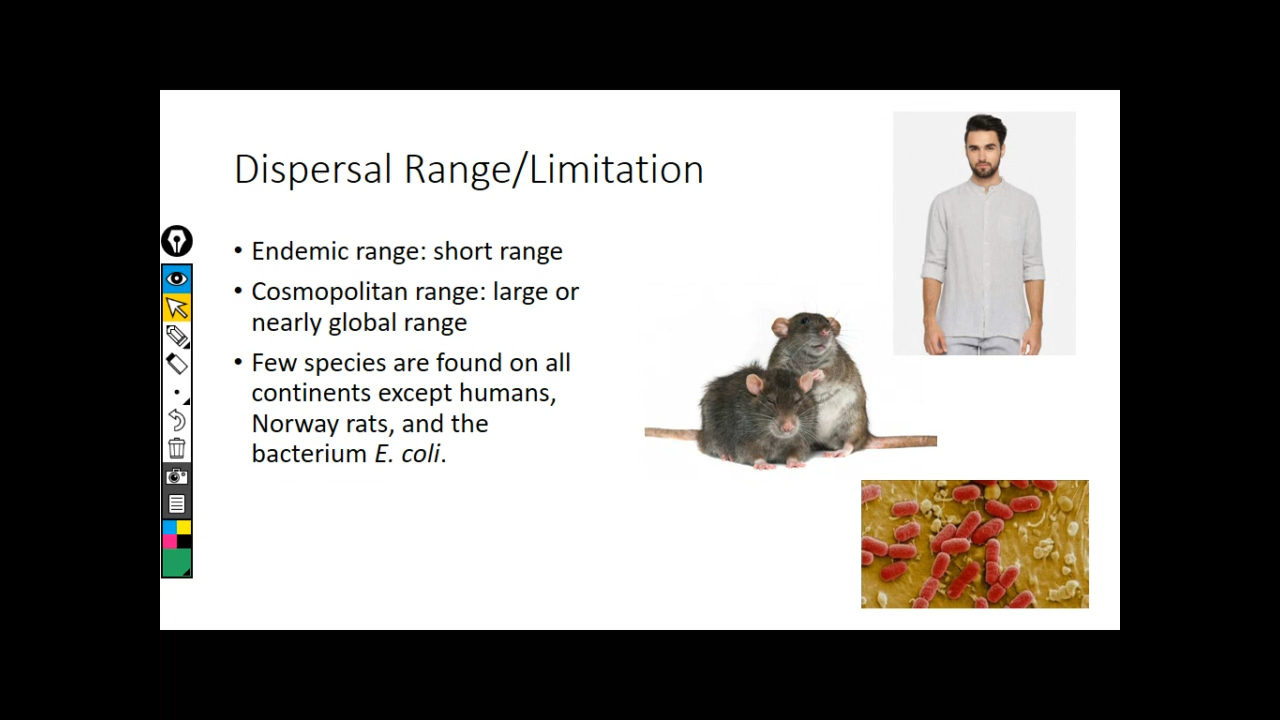 Dispersal Range/Limitation
• Endemic range: short range
• Cosmopolitan range: large or
nearly global range
• Few species are found on all
continents except humans,
Norway rats, and the
bacterium E. coli.